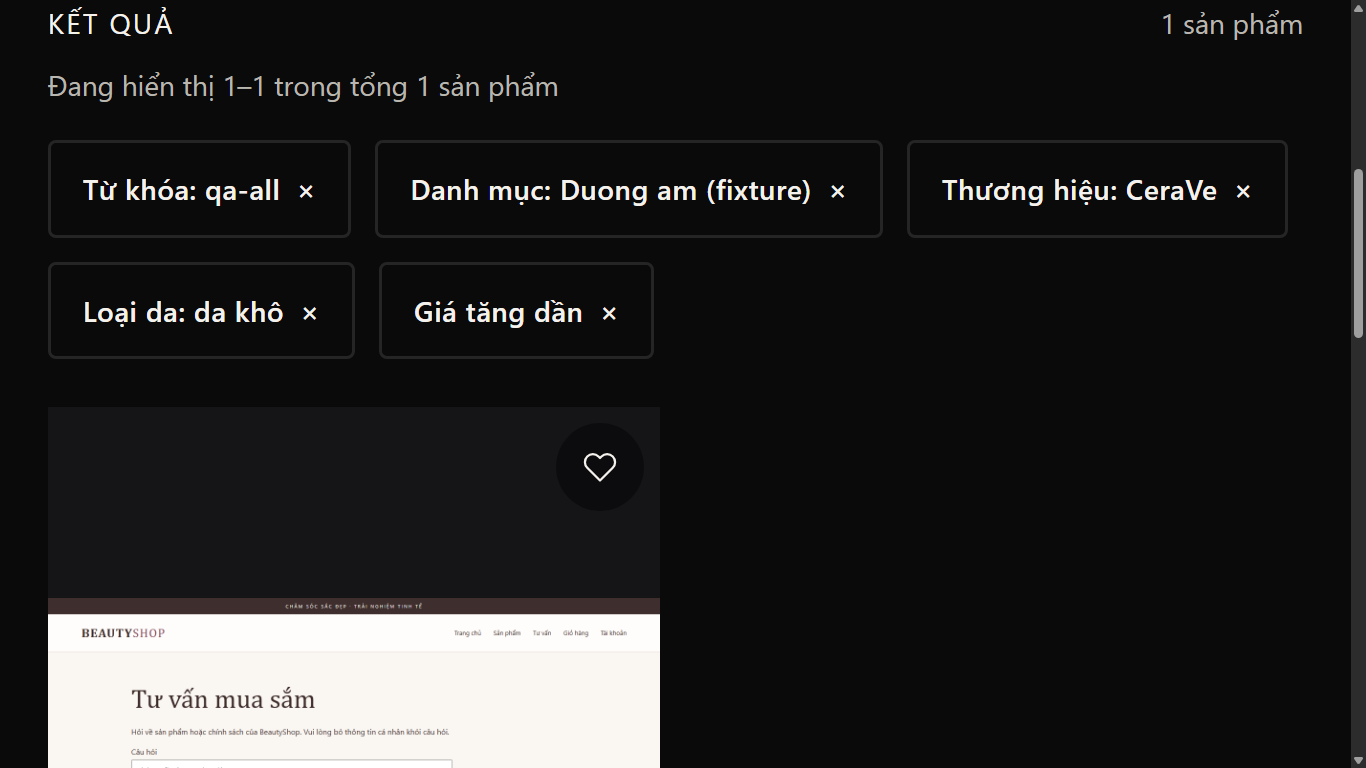 KẾT QUẢ
1 sản phẩm
Đang hiển thị 1–1 trong tổng 1 sản phẩm
Từ khóa: qa-all ×
Danh mục: Duong am (fixture) ×
Thương hiệu: CeraVe ×
Loại da: da khô ×
Giá tăng dần ×
CHĂM SÓC SẮC ĐẸP · TRẢI NGHIỆM TINH TẾ
BEAUTYSHOP
Trang chủ Sản phẩm Tư vấn Giỏ hàng Tài khoản
Tư vấn mua sắm
Hỏi về sản phẩm hoặc chính sách của BeautyShop. Vui lòng bỏ thông tin cá nhân khỏi câu hỏi.
Câu hỏi